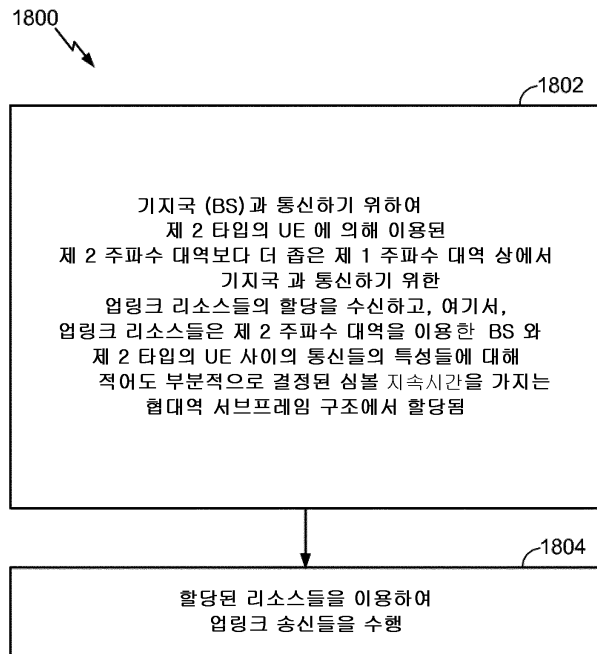 1800
1802
기지국 (BS) 과 통신하기 위하여
제 2 타입의 UE 에 의해 이용된
제 2 주파수 대역보다 더 좁은 제 1 주파수 대역 상에서
기지국 과 통신하기 위한
업링크 리소스들의 할당을 수신하고, 여기서,
업링크 리소스들은 제 2 주파수 대역을 이용한 BS 와
제 2 타입의 UE 사이의 통신들의 특성들에 대해
적어도 부분적으로 결정된 심볼 지속시간을 가지는
협대역 서브프레임 구조에서 할당됨
1804
할당된 리소스들을 이용하여
업링크 송신들을 수행